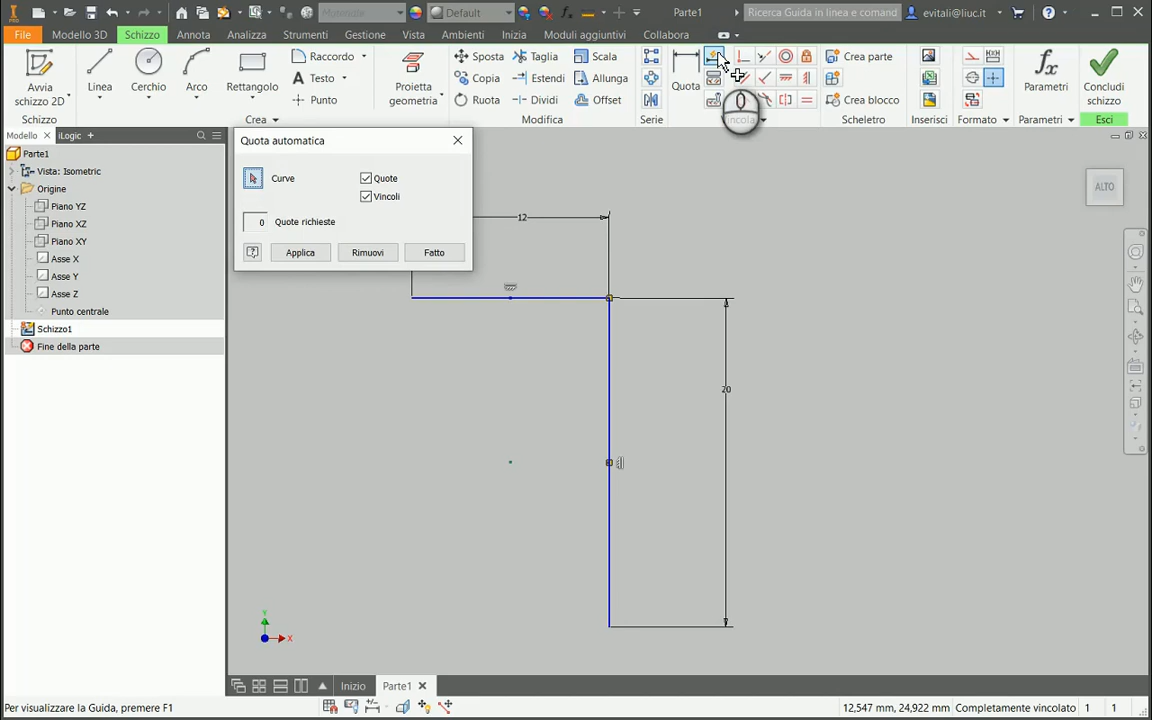 PRO
Materiale
Default
Parte1
Ricerca Guida in linea e comand
evitali@liuc.it
File
Modello 3D
Schizzo
Annota
Analizza
Strumenti
Gestione
Vista
Ambienti
Inizia
Moduli aggiuntivi
Collabora
Avvia
schizzo 2D
Linea
Cerchio
Arco
Rettangolo
Raccordo
Testo
Punto
Proietta
geometria
Sposta
Copia
Ruota
Taglia
Estendi
Dividi
Scala
Allunga
Offset
Quota
Crea parte
Crea blocco
Parametri
Concludi
schizzo
Schizzo
Crea
Modifica
Serie
Vincola
Scheletro
Inserisci
Formato
Parametri
Esci
Modello
iLogic
Parte1
Vista: Isometric
Origine
Piano YZ
Piano XZ
Piano XY
Asse X
Asse Y
Asse Z
Punto centrale
Schizzo1
Fine della parte
Quota automatica
Curve
Quote
Vincoli
0 Quote richieste
Applica
Rimuovi
Fatto
ALTO
12
20
Y
X
Inizio
Parte1
Per visualizzare la Guida, premere F1
12,547 mm, 24,922 mm
Completamente vincolato
1
1